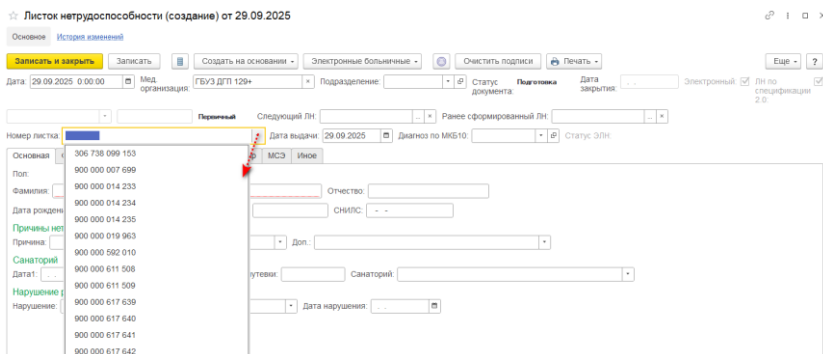 Листок нетрудоспособности (создание) от 29.09.2025
Основное История изменений
Записать и закрыть Записать Создать на основании Электронные больничные Очистить подписи Печать Еще ?
Дата: 29.09.2025 0:00:00 Мед. организация: ГБУЗ ДГП 129+ Подразделение: Статус документа: Подготовка Дата закрытия: . . Электронный: ЛН по спецификации 2.0
Первичный Следующий ЛН: Ранее сформированный ЛН:
Номер листка: Дата выдачи: 29.09.2025 Диагноз по МКБ10: Статус ЭЛН:
Основная МСЭ Иное
306 738 099 153
Пол:
900 000 007 699
Фамилия: Отчество:
900 000 014 233
900 000 014 234
Дата рожден СНИЛС: - -
900 000 014 235
Причины нет
900 000 019 963
Причина: Доп.:
900 000 592 010
Санаторий
900 000 611 508
Дата1: . . утевки: Санаторий:
900 000 611 509
Нарушение р
900 000 617 639
Нарушение: Дата нарушения: . .
900 000 617 640
900 000 617 641
900 000 617 642